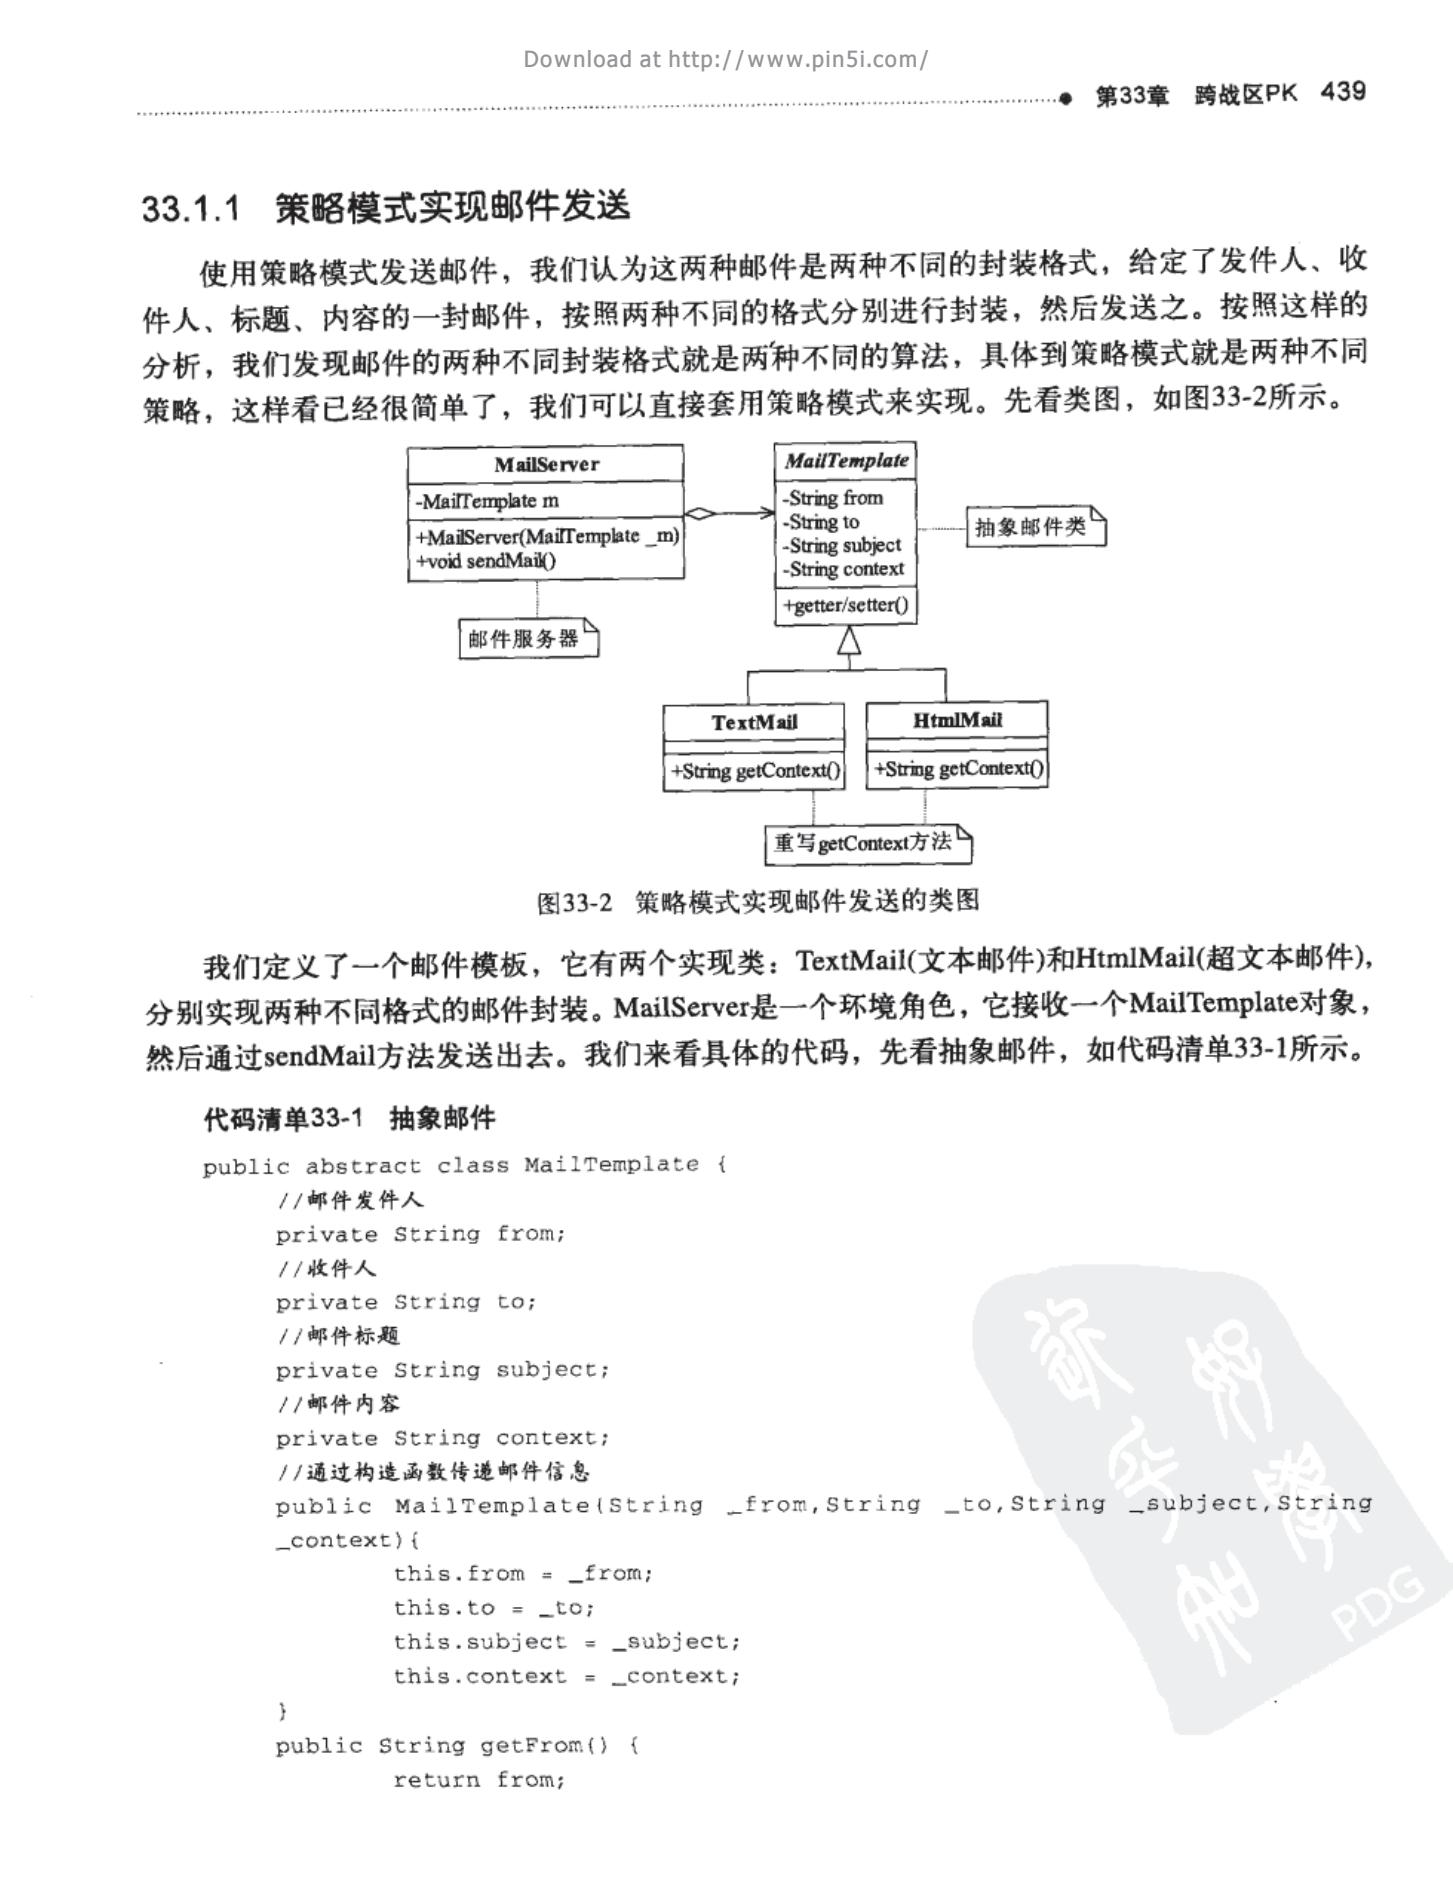 Download at http://www.pin5i.com/
第33章 跨战区PK 439
33.1.1 策略模式实现邮件发送
使用策略模式发送邮件，我们认为这两种邮件是两种不同的封装格式，给定了发件人、收
件人、标题、内容的一封邮件，按照两种不同的格式分别进行封装，然后发送之。按照这样的
分析，我们发现邮件的两种不同封装格式就是两种不同的算法，具体到策略模式就是两种不同
策略，这样看已经很简单了，我们可以直接套用策略模式来实现。先看类图，如图33-2所示。
MailServer
-MailTemplate m
+MailServer(MailTemplate _m)
+void sendMail()
邮件服务器
MailTemplate
-String from
-String to
-String subject
-String context
+getter/setter()
抽象邮件类
TextMail
+String getContext()
HtmlMail
+String getContext()
重写getContext方法
图33-2 策略模式实现邮件发送的类图
我们定义了一个邮件模板，它有两个实现类：TextMail(文本邮件)和HtmlMail(超文本邮件)，
分别实现两种不同格式的邮件封装。MailServer是一个环境角色，它接收一个MailTemplate对象，
然后通过sendMail方法发送出去。我们来看具体的代码，先看抽象邮件，如代码清单33-1所示。
代码清单33-1 抽象邮件
public abstract class MailTemplate {
//邮件发件人
private String from;
//收件人
private String to;
//邮件标题
private String subject;
//邮件内容
private String context;
//通过构造函数传递邮件信息
public MailTemplate(String _from,String _to,String _subject,String
_context){
this.from = _from;
this.to = _to;
this.subject = _subject;
this.context = _context;
}
public String getFrom() {
return from;
PDG